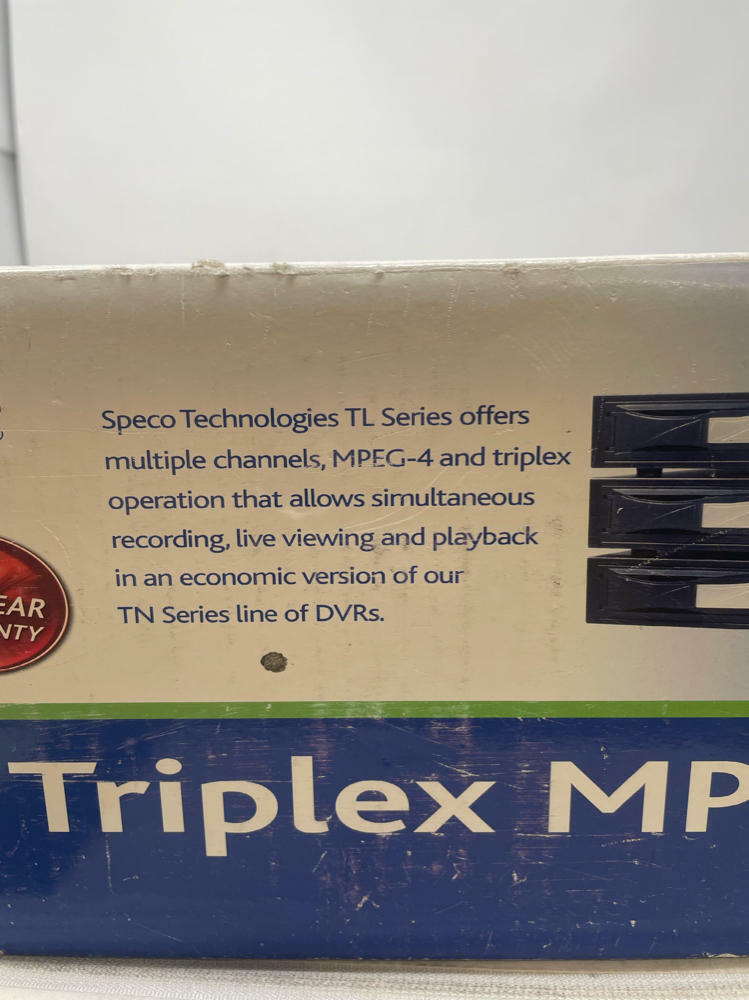 Speco Technologies TL Series offers
multiple channels, MPEG-4 and triplex
operation that allows simultaneous
recording, live viewing and playback
in an economic version of our
TN Series line of DVRs.
EAR
NTY
Triplex MP